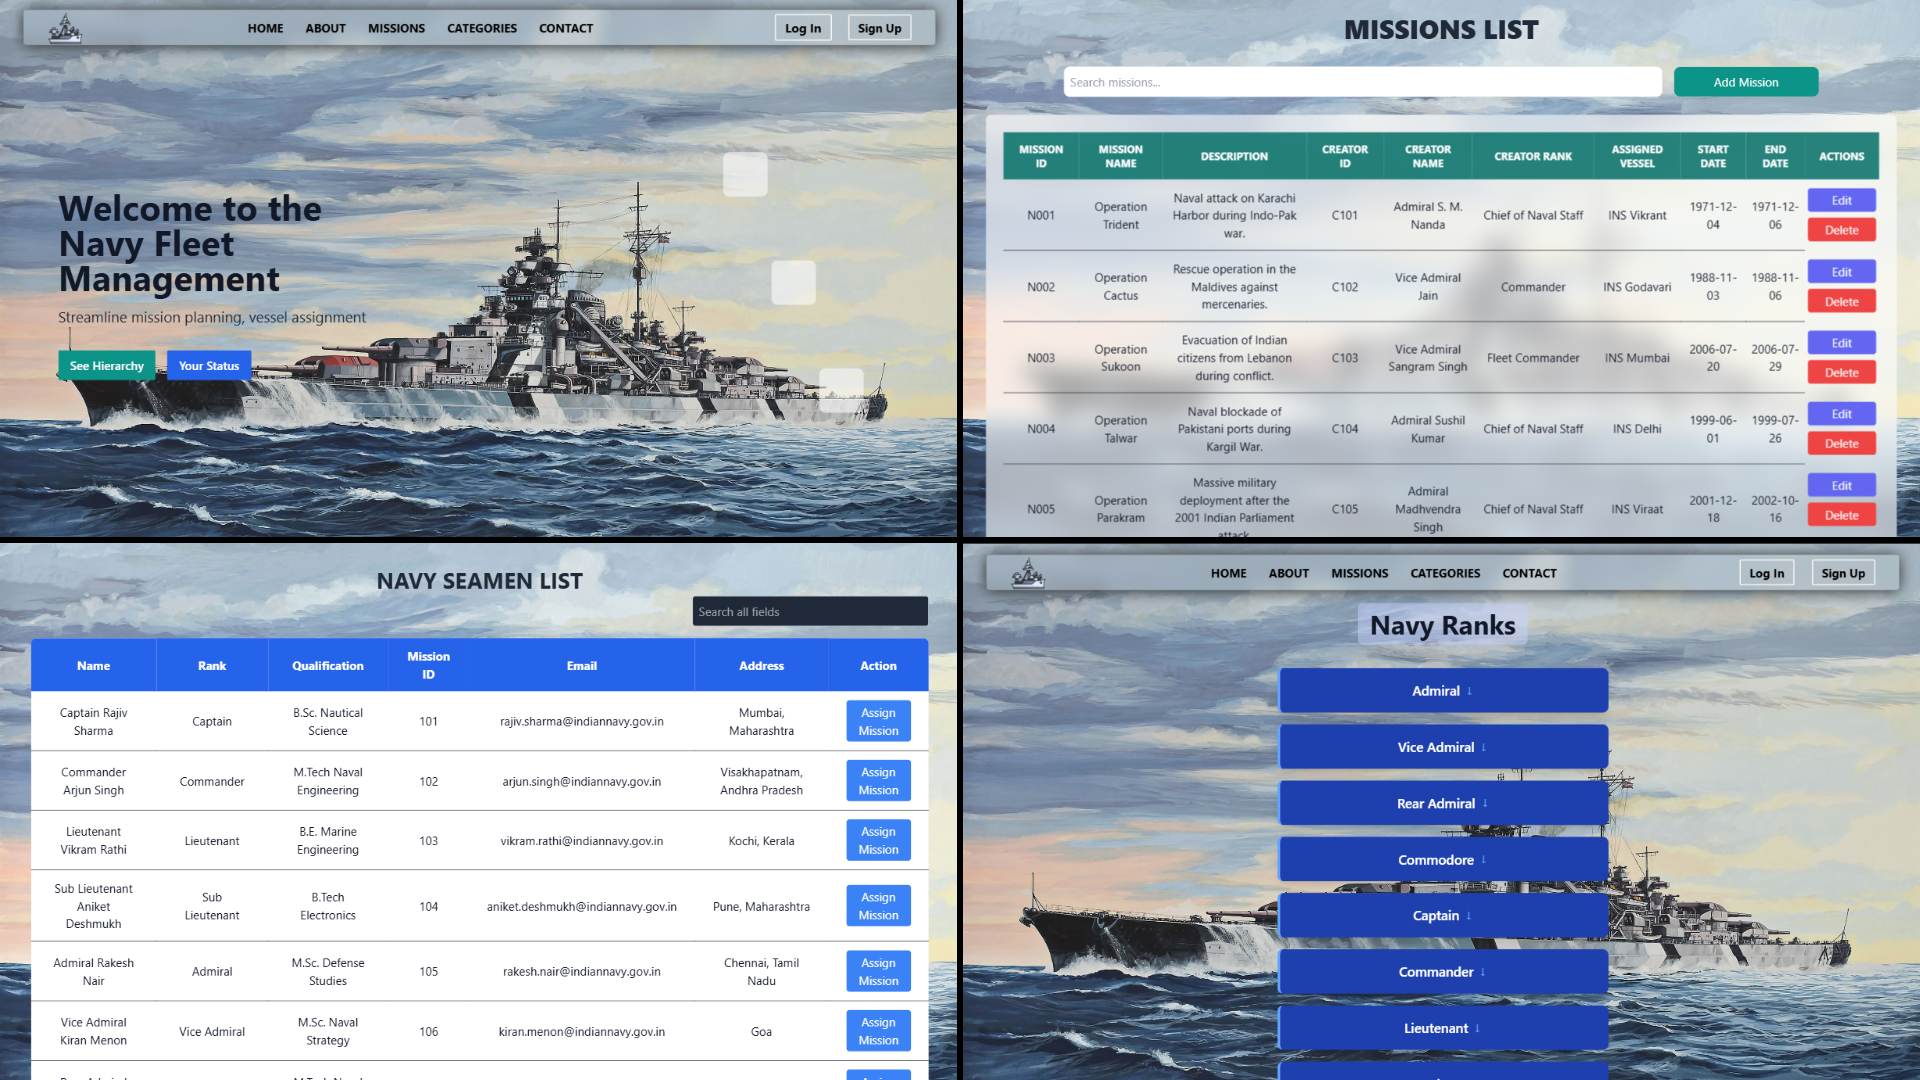 HOME ABOUT MISSIONS CATEGORIES CONTACT Log In Sign Up
Welcome to the
Navy Fleet
Management
Streamline mission planning, vessel assignment
See Hierarchy Your Status
MISSIONS LIST
Search missions... Add Mission
MISSION ID MISSION NAME DESCRIPTION CREATOR ID CREATOR NAME CREATOR RANK ASSIGNED VESSEL START DATE END DATE ACTIONS
N001 Operation Trident Naval attack on Karachi Harbor during Indo-Pak war. C101 Admiral S. M. Nanda Chief of Naval Staff INS Vikrant 1971-12-04 1971-12-06 Edit Delete
N002 Operation Cactus Rescue operation in the Maldives against mercenaries. C102 Vice Admiral Jain Commander INS Godavari 1988-11-03 1988-11-06 Edit Delete
N003 Operation Sukoon Evacuation of Indian citizens from Lebanon during conflict. C103 Vice Admiral Sangram Singh Fleet Commander INS Mumbai 2006-07-20 2006-07-29 Edit Delete
N004 Operation Talwar Naval blockade of Pakistani ports during Kargil War. C104 Admiral Sushil Kumar Chief of Naval Staff INS Delhi 1999-06-01 1999-07-26 Edit Delete
N005 Operation Parakram Massive military deployment after the 2001 Indian Parliament attack. C105 Admiral Madhvendra Singh Chief of Naval Staff INS Viraat 2001-12-18 2002-10-16 Edit Delete
NAVY SEAMEN LIST
Search all fields
Name Rank Qualification Mission ID Email Address Action
Captain Rajiv Sharma Captain B.Sc. Nautical Science 101 rajiv.sharma@indiannavy.gov.in Mumbai, Maharashtra Assign Mission
Commander Arjun Singh Commander M.Tech Naval Engineering 102 arjun.singh@indiannavy.gov.in Visakhapatnam, Andhra Pradesh Assign Mission
Lieutenant Vikram Rathi Lieutenant B.E. Marine Engineering 103 vikram.rathi@indiannavy.gov.in Kochi, Kerala Assign Mission
Sub Lieutenant Aniket Deshmukh Sub Lieutenant B.Tech Electronics 104 aniket.deshmukh@indiannavy.gov.in Pune, Maharashtra Assign Mission
Admiral Rakesh Nair Admiral M.Sc. Defense Studies 105 rakesh.nair@indiannavy.gov.in Chennai, Tamil Nadu Assign Mission
Vice Admiral Kiran Menon Vice Admiral M.Sc. Naval Strategy 106 kiran.menon@indiannavy.gov.in Goa Assign Mission
HOME ABOUT MISSIONS CATEGORIES CONTACT Log In Sign Up
Navy Ranks
Admiral ↓
Vice Admiral ↓
Rear Admiral ↓
Commodore ↓
Captain ↓
Commander ↓
Lieutenant ↓